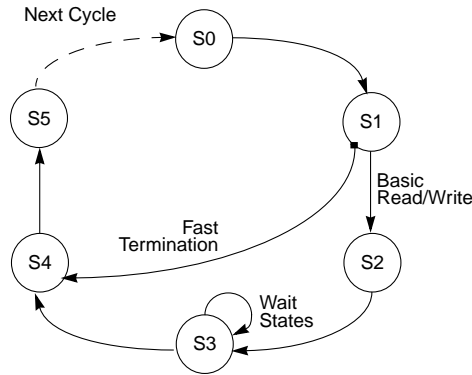 Next Cycle
S0
S5
S1
Basic
Read/Write
Fast
Termination
S4
S2
Wait
States
S3